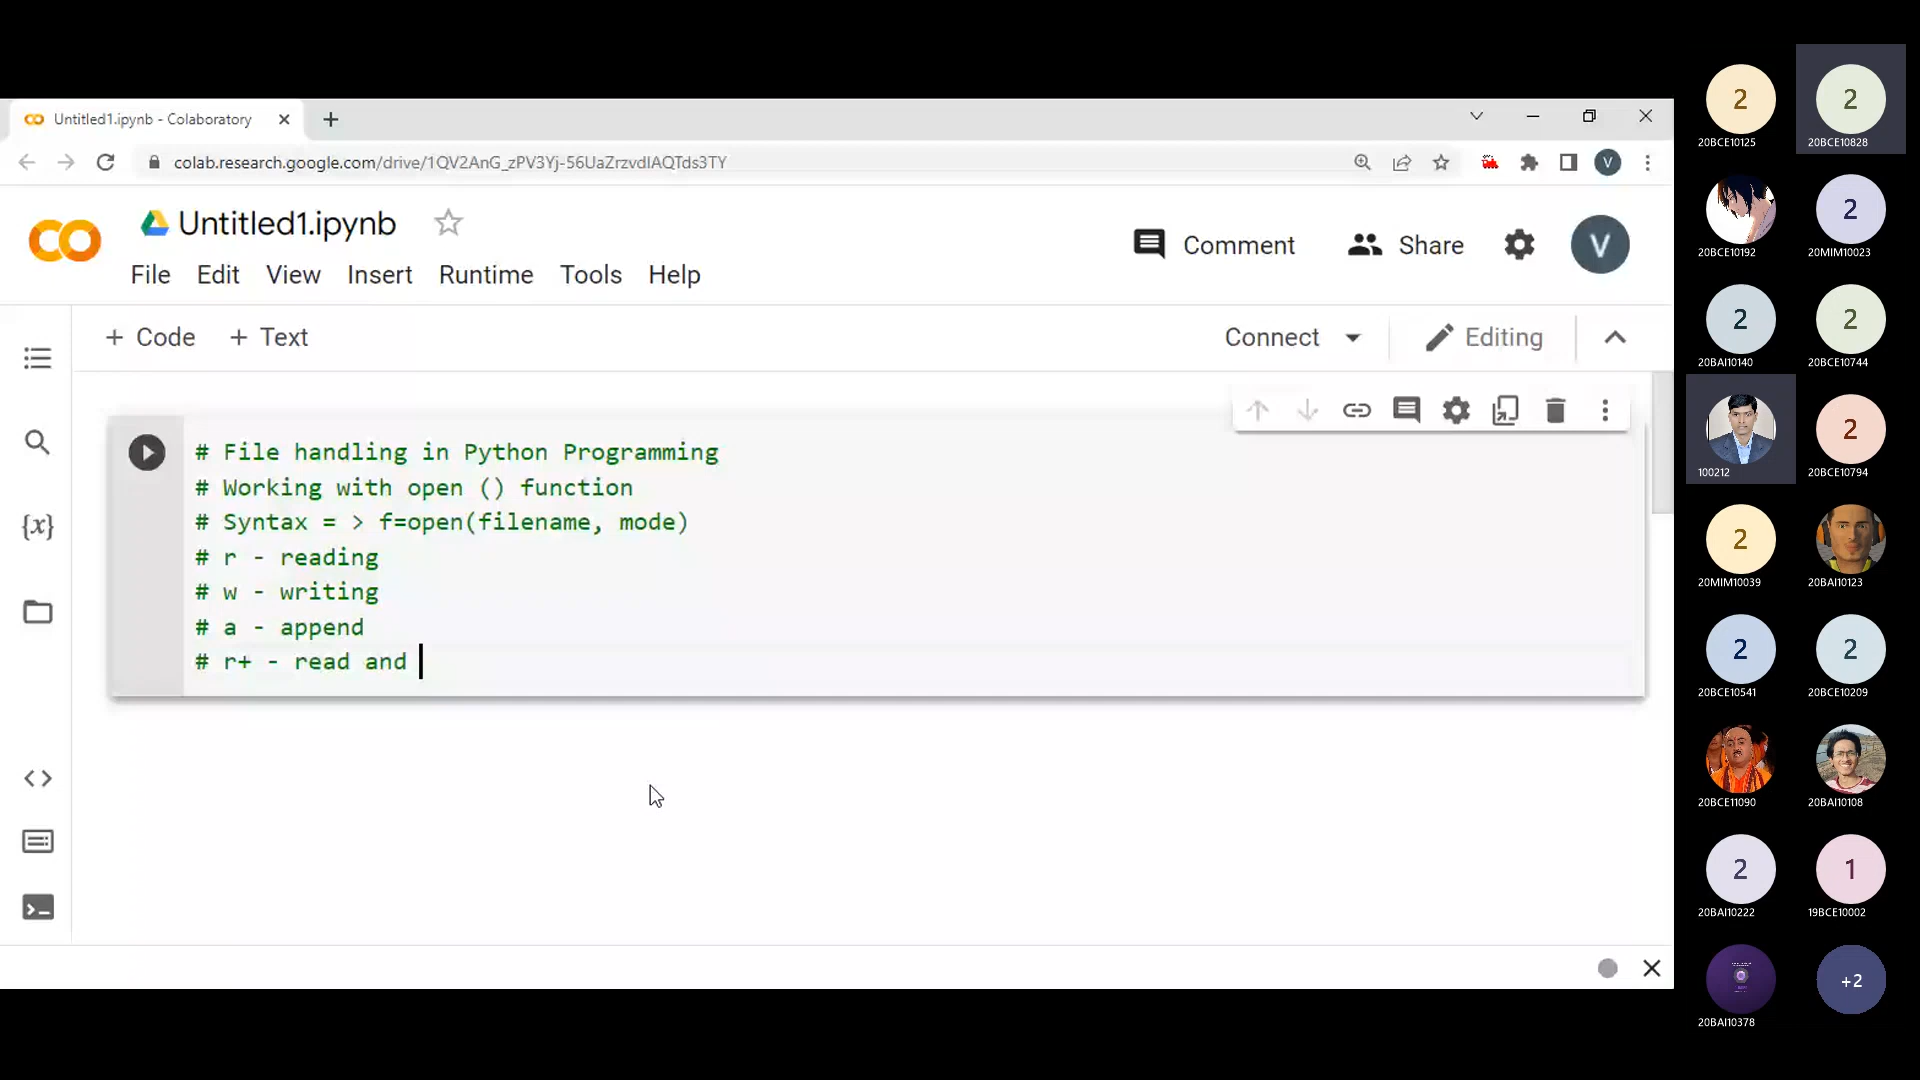 Untitled1.ipynb - Colaboratory
colab.research.google.com/drive/1QV2AnG_zPV3Yj-56UaZrzvdIAQTds3TY
V
Untitled1.ipynb
File Edit View Insert Runtime Tools Help
Comment Share V
+ Code + Text
Connect Editing
# File handling in Python Programming
# Working with open () function
# Syntax = > f=open(filename, mode)
# r - reading
# w - writing
# a - append
# r+ - read and
{x}
2 2
20BCE10125 20BCE10828
2
20BCE10192 20MIM10023
2 2
20BAI10140 20BCE10744
2
100212 20BCE10794
2
20MIM10039 20BAI10123
2 2
20BCE10541 20BCE10209
20BCE11090 20BAI10108
2 1
20BAI10222 19BCE10002
+2
20BAI10378